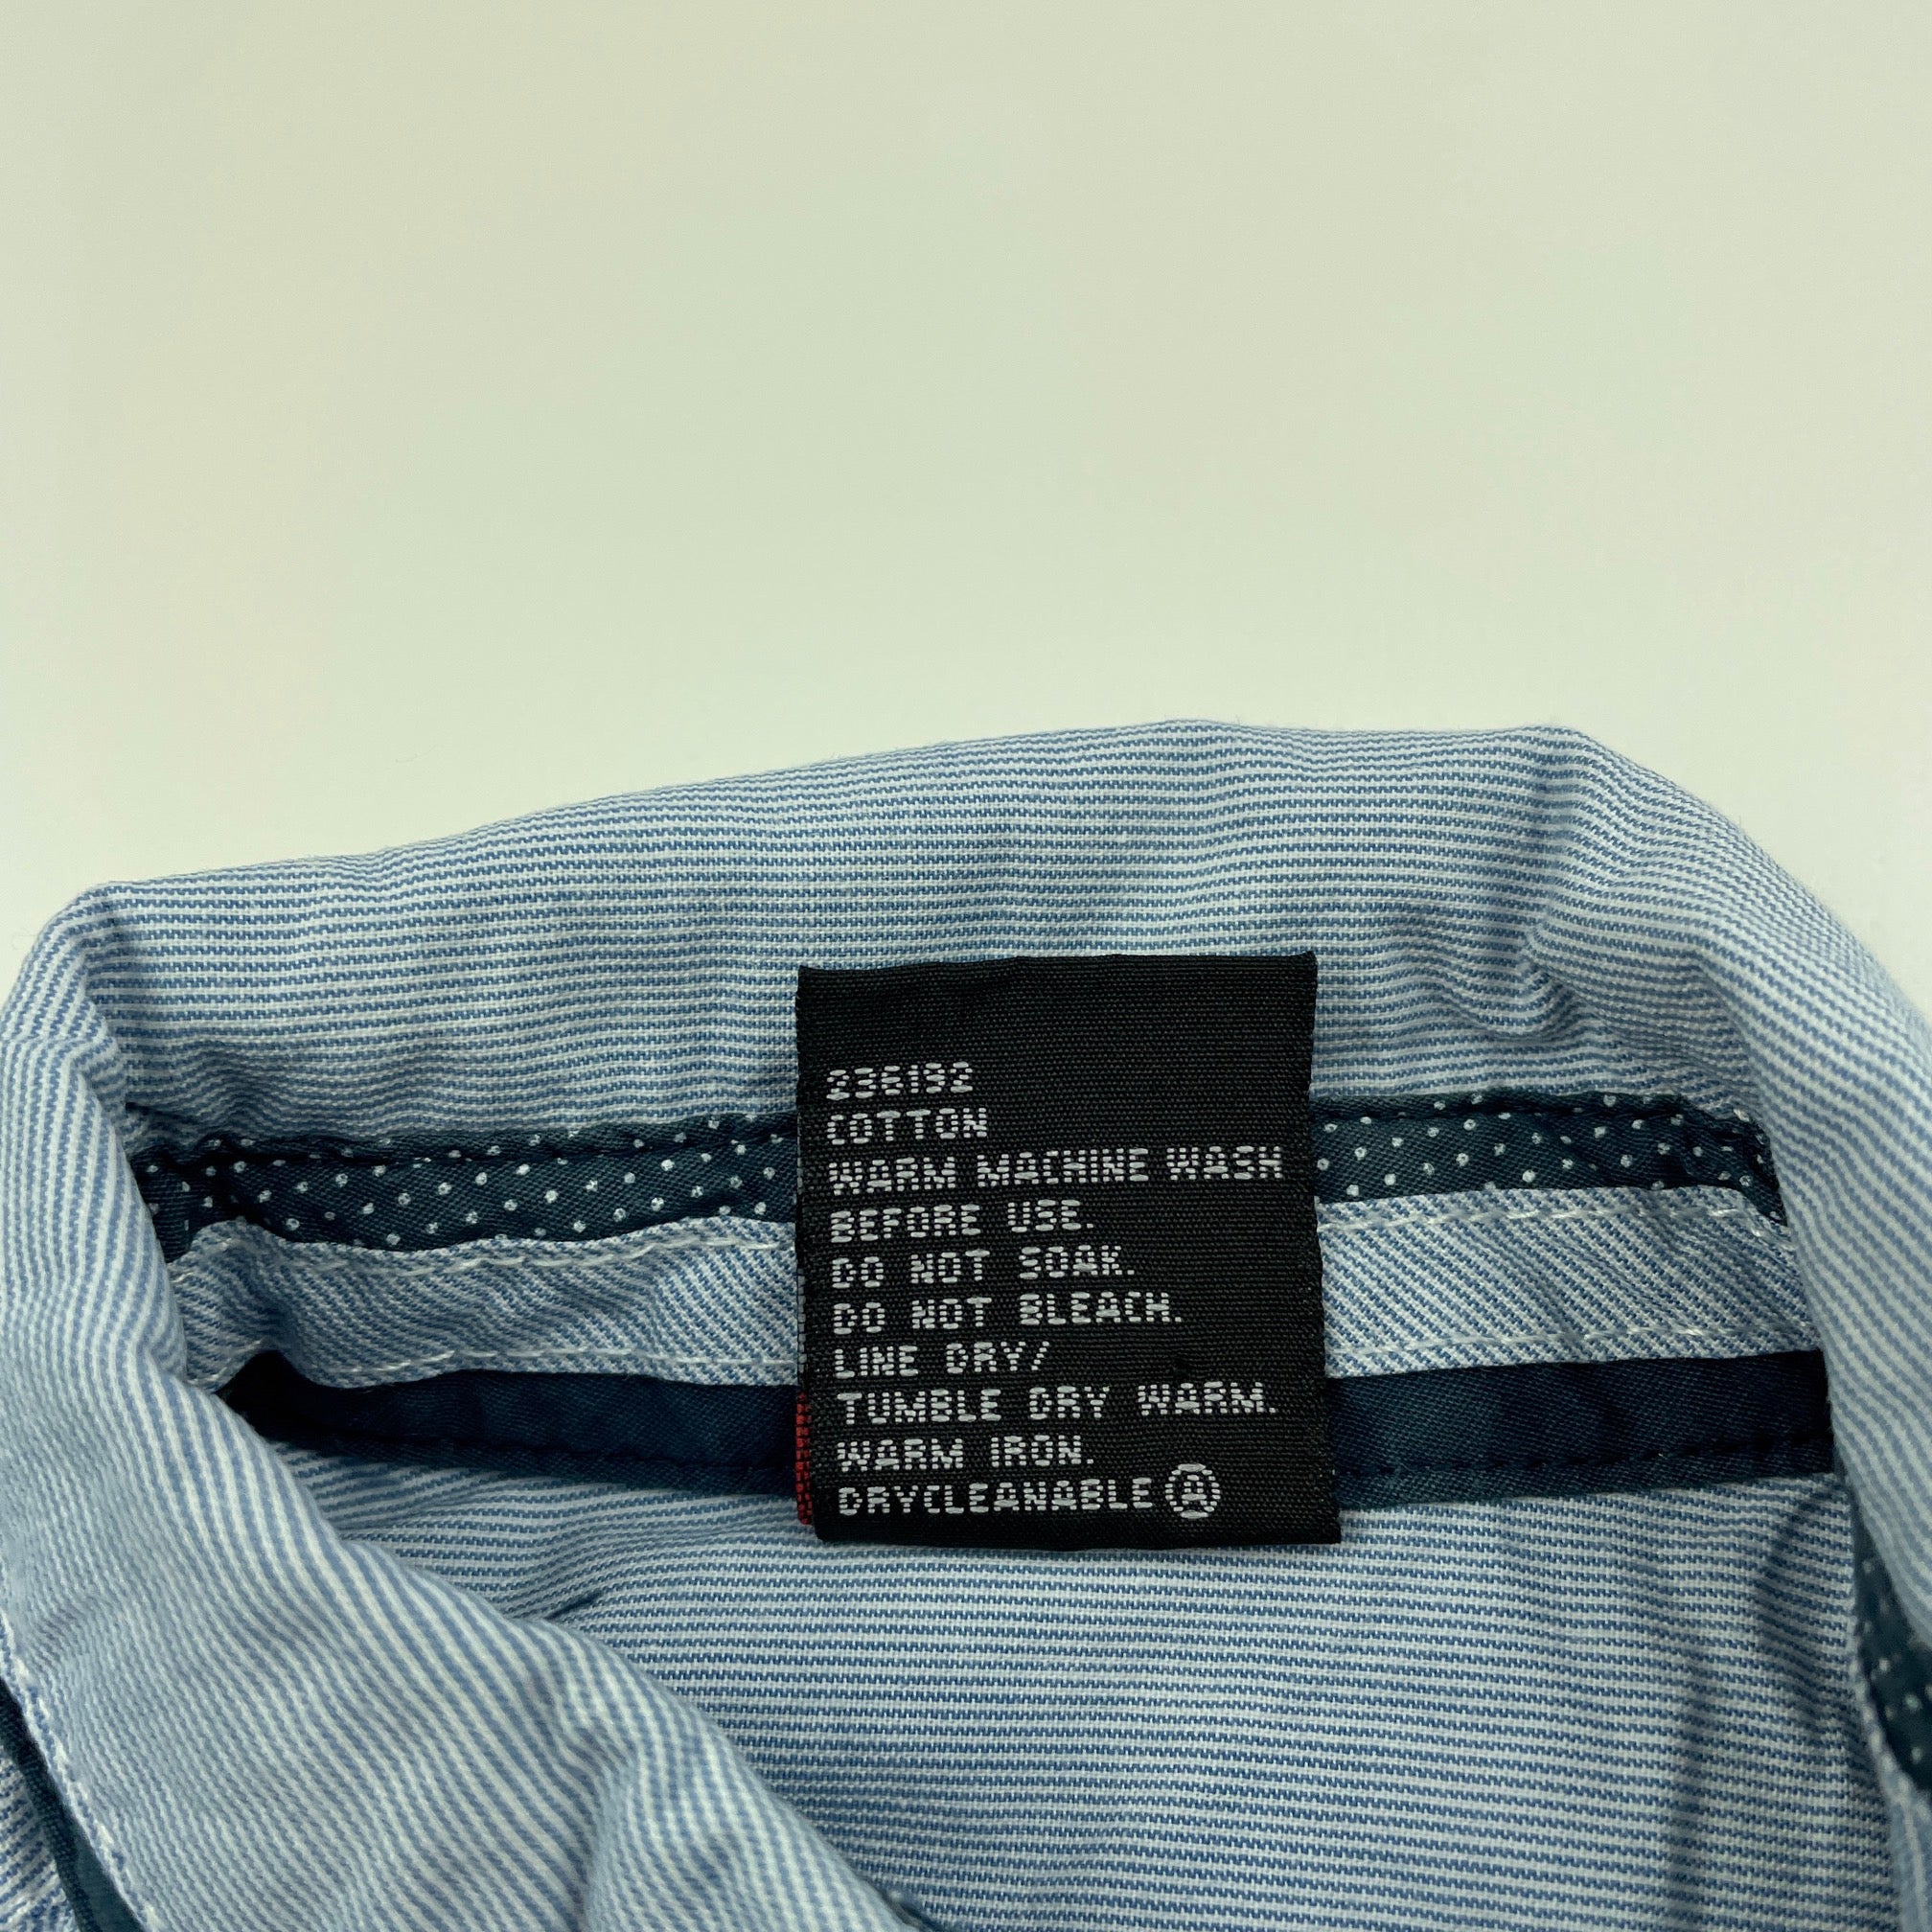 236192
COTTON
WARM MACHINE WASH
BEFORE USE.
DO NOT SOAK.
DO NOT BLEACH.
LINE DRY/
TUMBLE DRY WARM.
WARM IRON.
DRYCLEANABLE Ⓐ